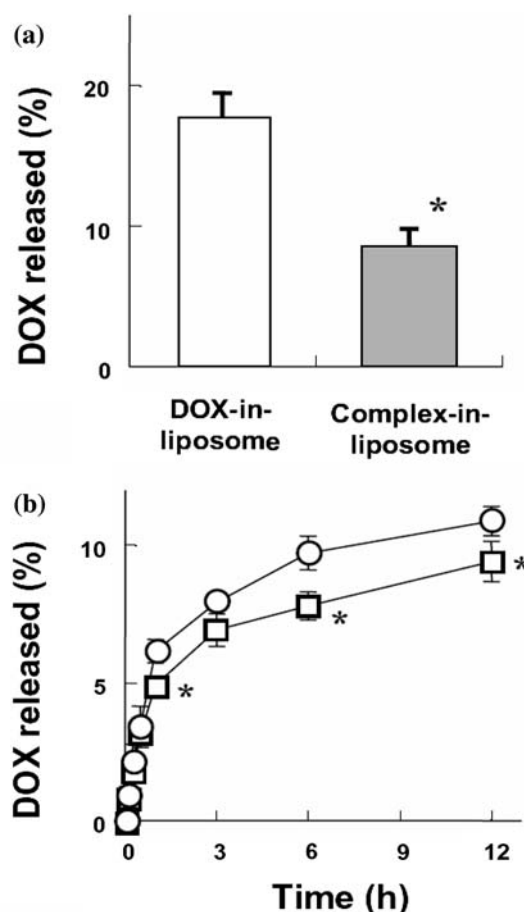 (a)
DOX released (%)
20
10
0
*
DOX-in-
liposome
Complex-in-
liposome
(b)
DOX released (%)
10
5
0
*
*
*
0 3 6 9 12
Time (h)